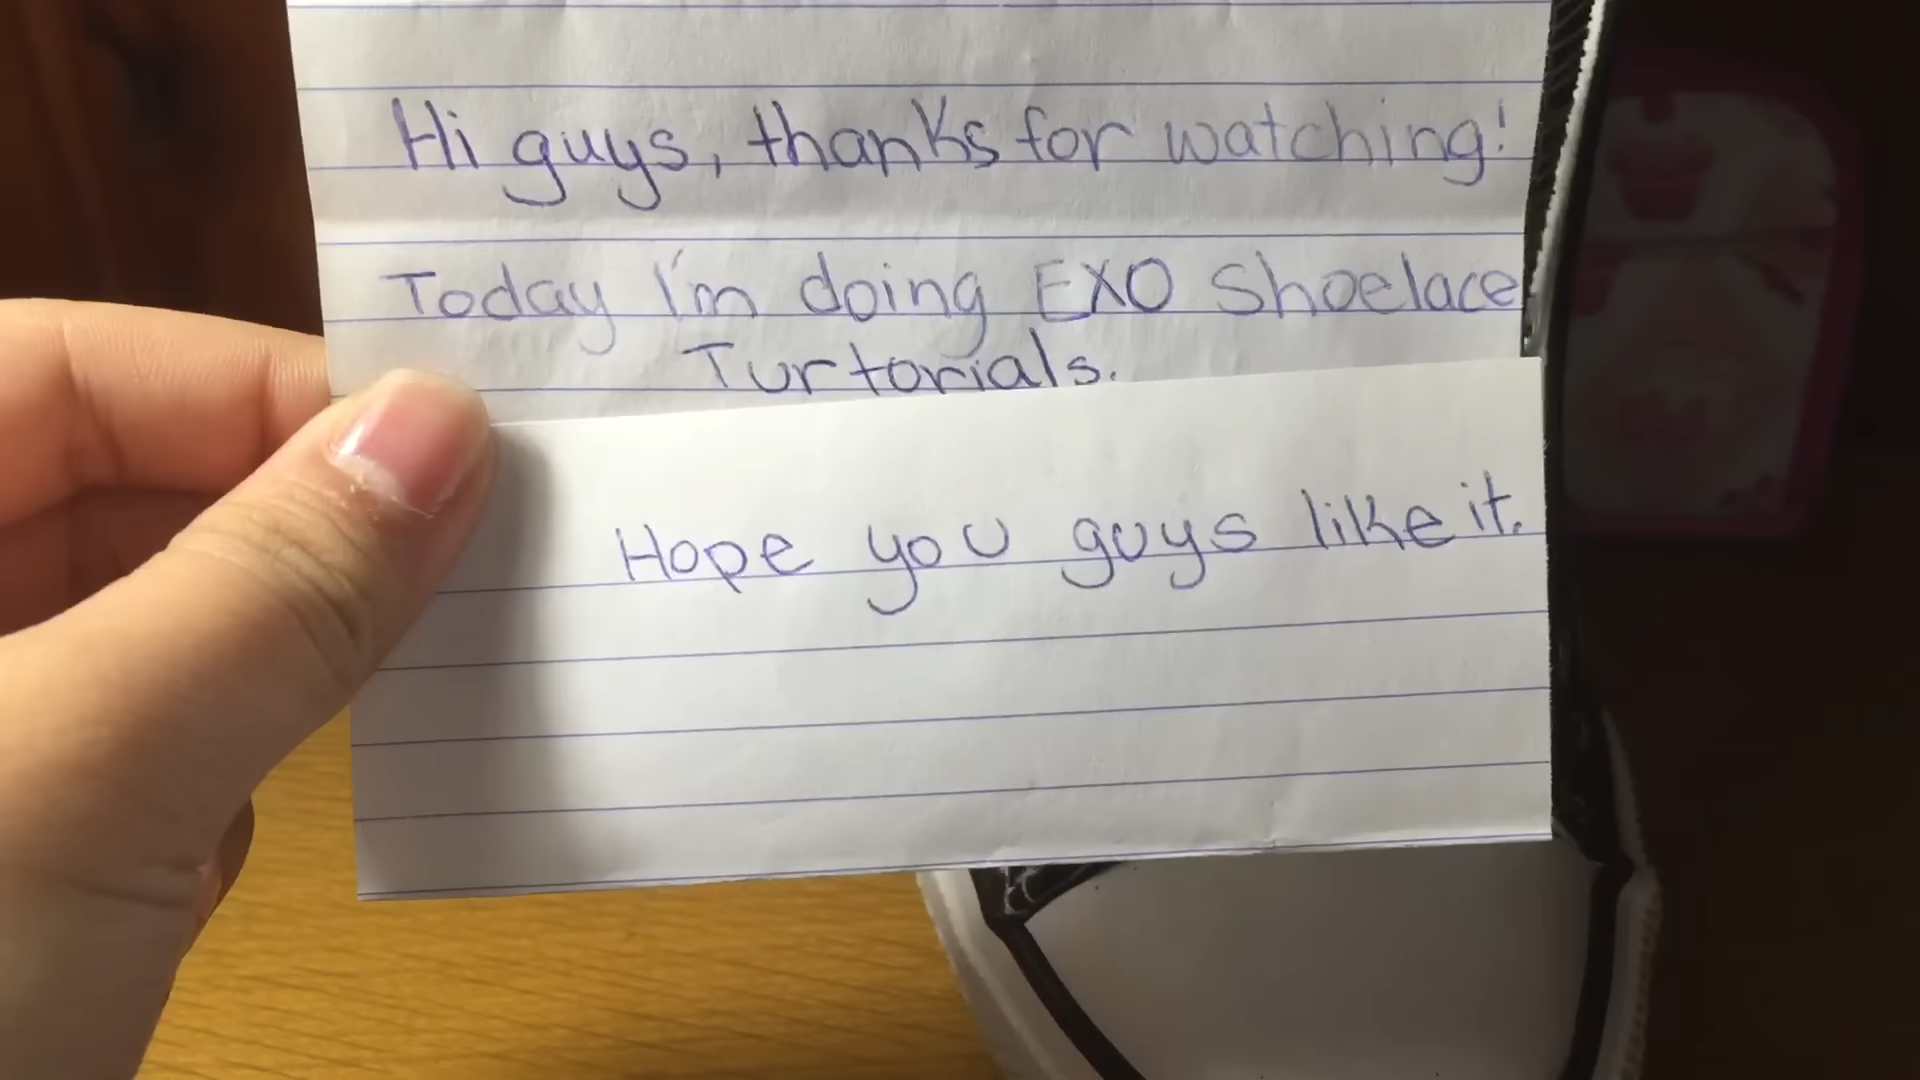 Hi guys, thanks for watching!
Today I'm doing EXO Shoelace
Turtorials.
Hope you guys like it.